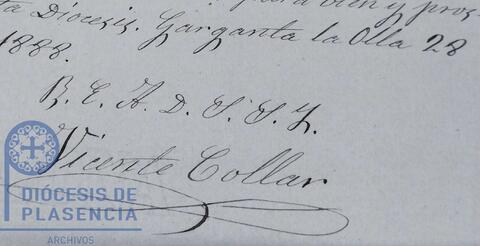 ta Diócesis. Garganta la Olla 28
1888.
B. E. A. D. S. S. Y.
Vicente Collar
DIÓCESIS DE
PLASENCIA
ARCHIVOS